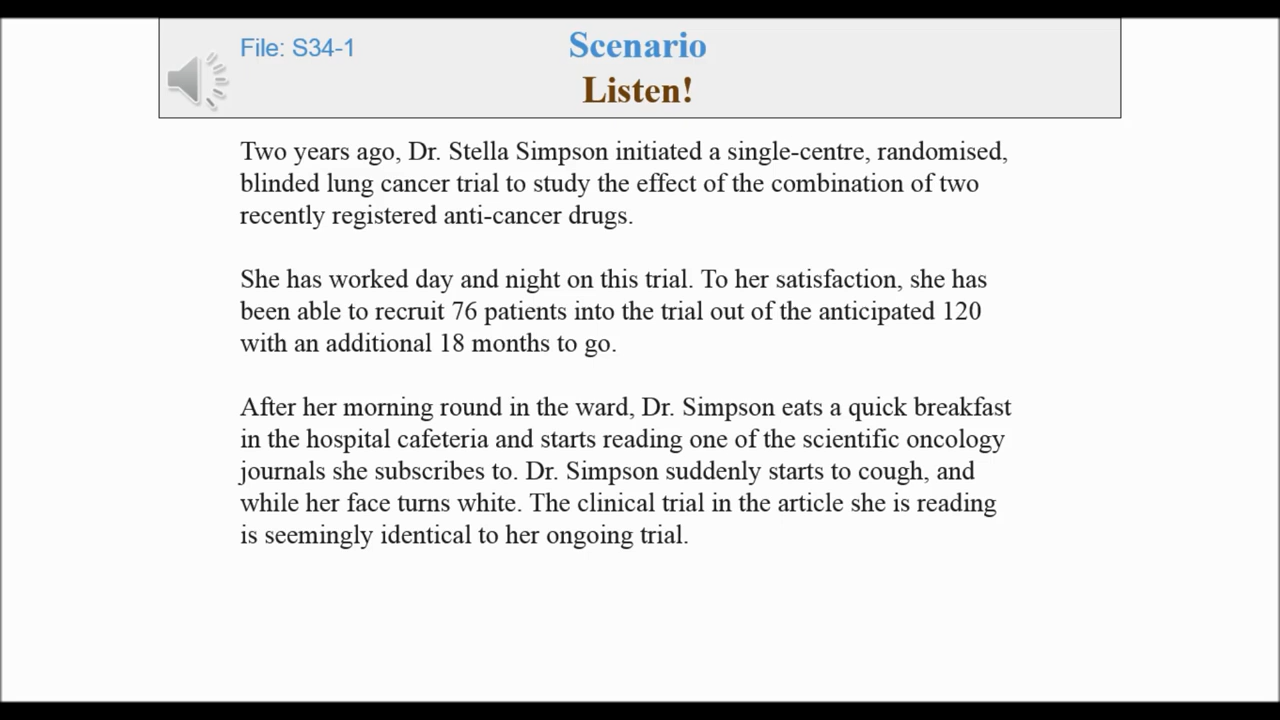 File: S34-1
Scenario
Listen!
Two years ago, Dr. Stella Simpson initiated a single-centre, randomised,
blinded lung cancer trial to study the effect of the combination of two
recently registered anti-cancer drugs.
She has worked day and night on this trial. To her satisfaction, she has
been able to recruit 76 patients into the trial out of the anticipated 120
with an additional 18 months to go.
After her morning round in the ward, Dr. Simpson eats a quick breakfast
in the hospital cafeteria and starts reading one of the scientific oncology
journals she subscribes to. Dr. Simpson suddenly starts to cough, and
while her face turns white. The clinical trial in the article she is reading
is seemingly identical to her ongoing trial.